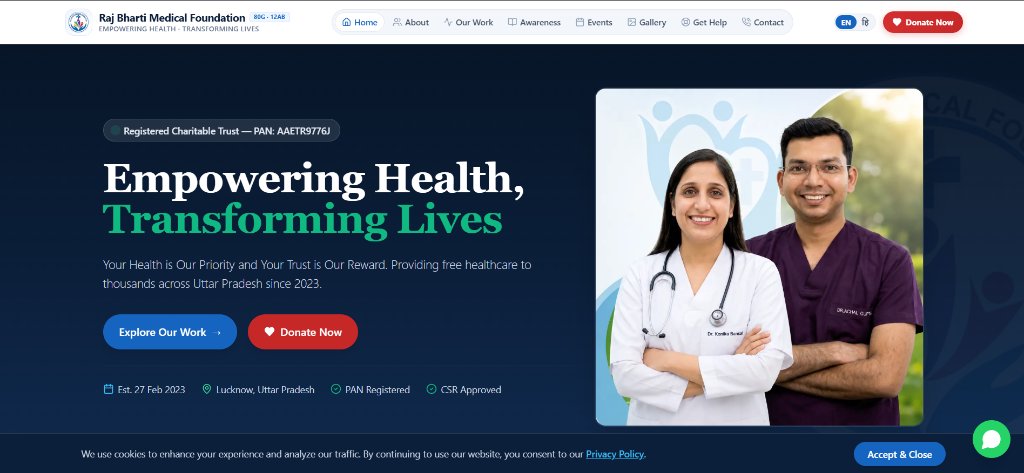 Raj Bharti Medical Foundation 80G · 12AB
EMPOWERING HEALTH · TRANSFORMING LIVES
Home About Our Work Awareness Events Gallery Get Help Contact
EN हि
Donate Now
Registered Charitable Trust — PAN: AAETR9776J
Empowering Health,
Transforming Lives
Your Health is Our Priority and Your Trust is Our Reward. Providing free healthcare to
thousands across Uttar Pradesh since 2023.
Explore Our Work →
Donate Now
Est. 27 Feb 2023 Lucknow, Uttar Pradesh PAN Registered CSR Approved
Dr. Kanika Bansal
We use cookies to enhance your experience and analyze our traffic. By continuing to use our website, you consent to our Privacy Policy.
Accept & Close